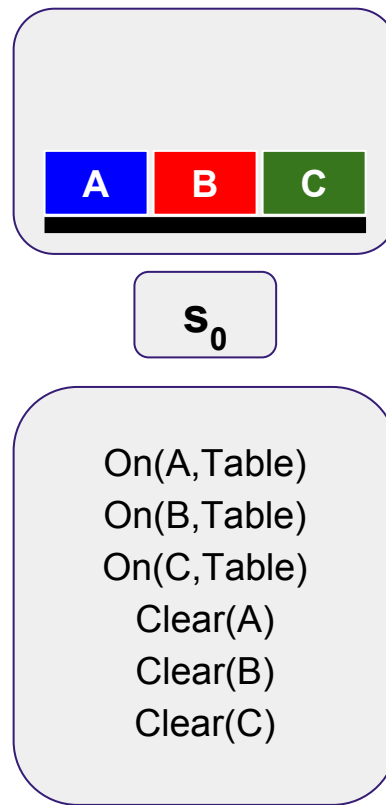 A B C
s0
On(A,Table)
On(B,Table)
On(C,Table)
Clear(A)
Clear(B)
Clear(C)